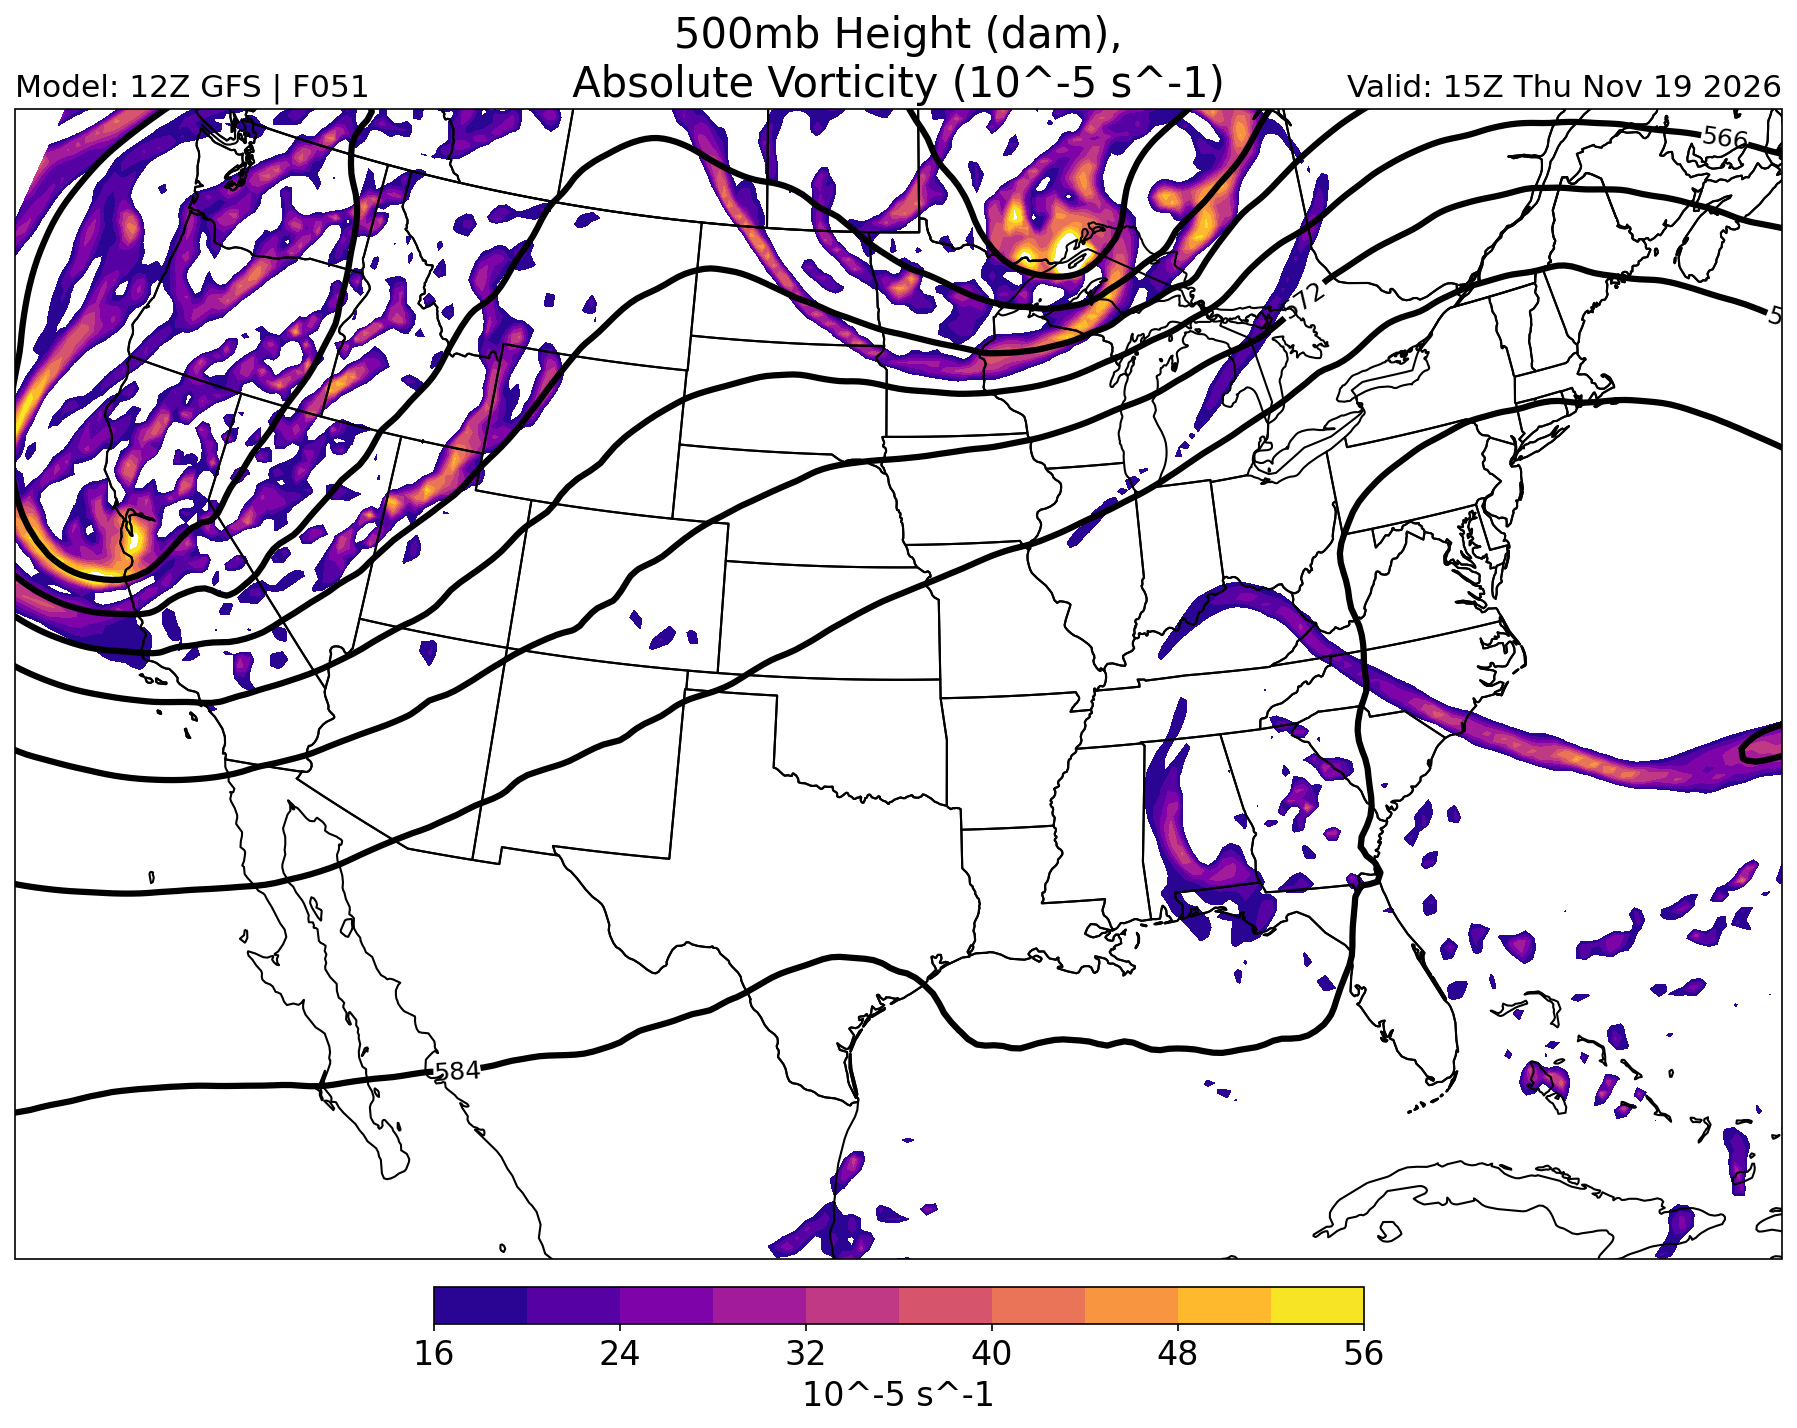 500mb Height (dam),
Model: 12Z GFS | F051
Absolute Vorticity (10^-5 s^-1)
Valid: 15Z Thu Nov 19 2026
566
572
584
16
24
32
40
48
56
10^-5 s^-1